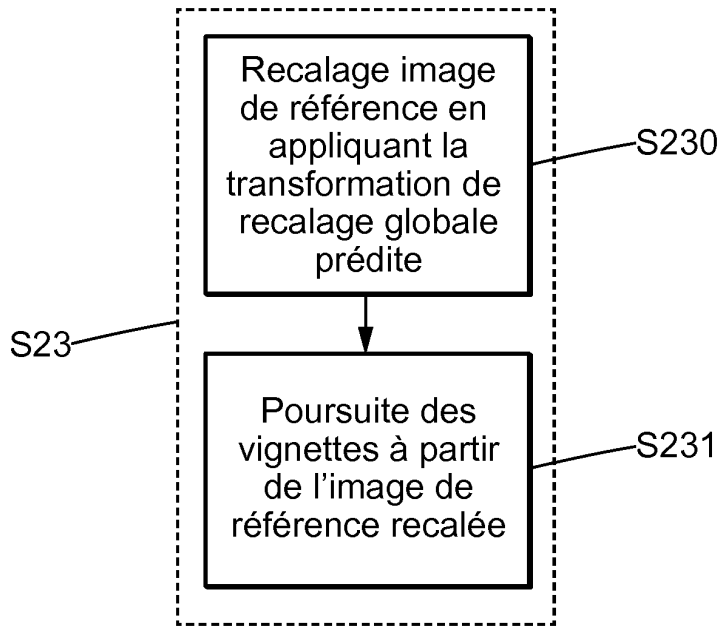 Recalage image
de référence en
appliquant la
transformation de
recalage globale
prédite
S230
S23
Poursuite des
vignettes à partir
de l'image de
référence recalée
S231